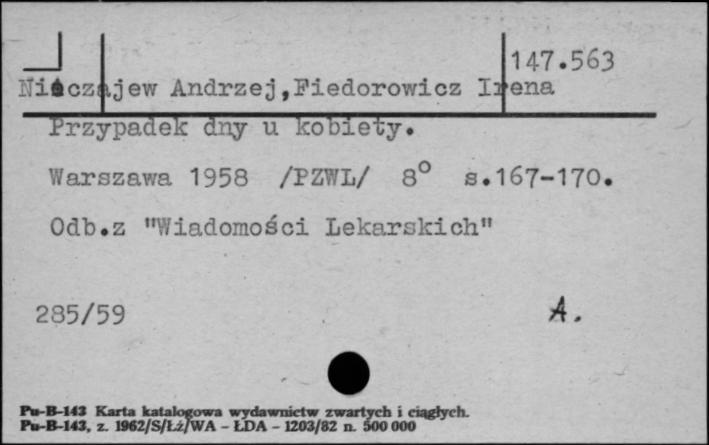 147.563
Nieczajew Andrzej,Fiedorowicz Irena
Przypadek dny u kobiety.
Warszawa 1958 /PZWL/ 8° s.167-170.
Odb.z "Wiadomości Lekarskich"
285/59 A.
Pu-B-143 Karta katalogowa wydawnictw zwartych i ciągłych.
Pu-B-143, z. 1962/S/Łż/WA – ŁDA – 1203/82 n. 500 000